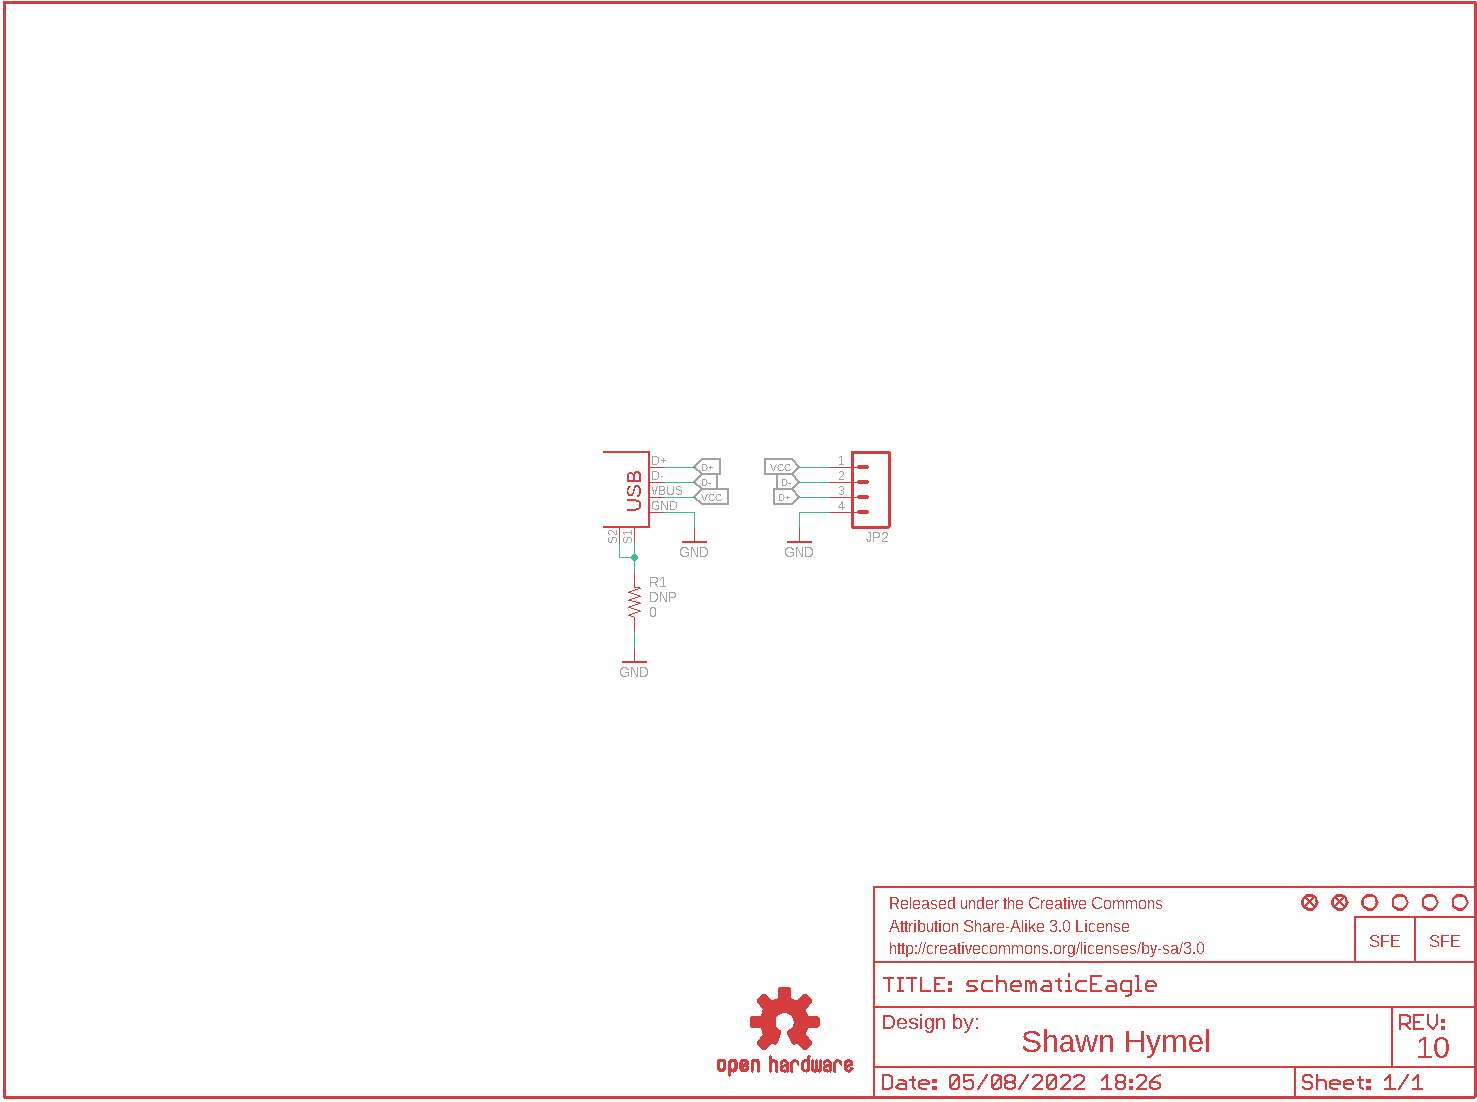 D+
D-
VBUS
GND
USB
S2
S1
D+
D-
VCC
GND
R1
DNP
0
GND
VCC
D-
D+
1
2
3
4
GND
JP2
Released under the Creative Commons
Attribution Share-Alike 3.0 License
http://creativecommons.org/licenses/by-sa/3.0
SFE
SFE
TITLE: schematicEagle
Design by:
Shawn Hymel
REV:
10
Date: 05/08/2022 18:26
Sheet: 1/1
open hardware